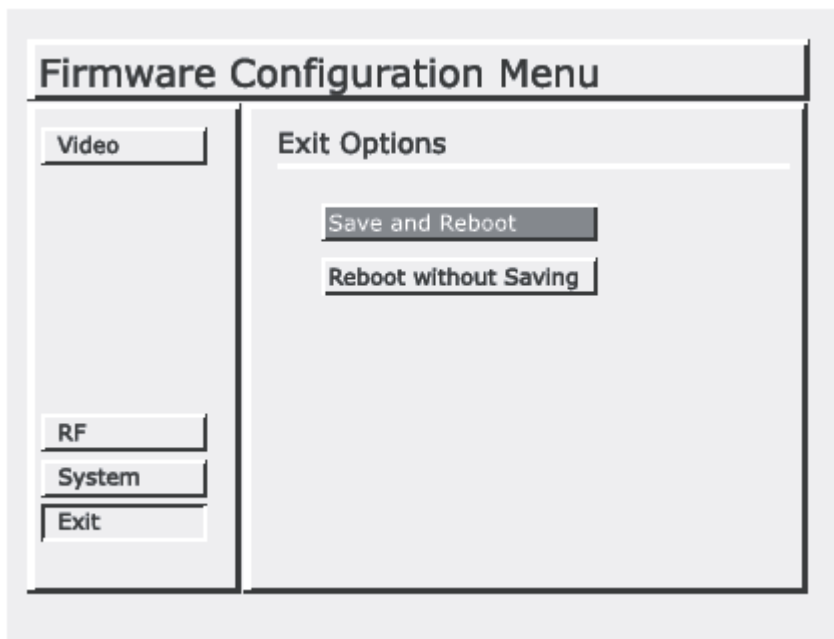 Firmware Configuration Menu
Video
RF
System
Exit
Exit Options
Save and Reboot
Reboot without Saving